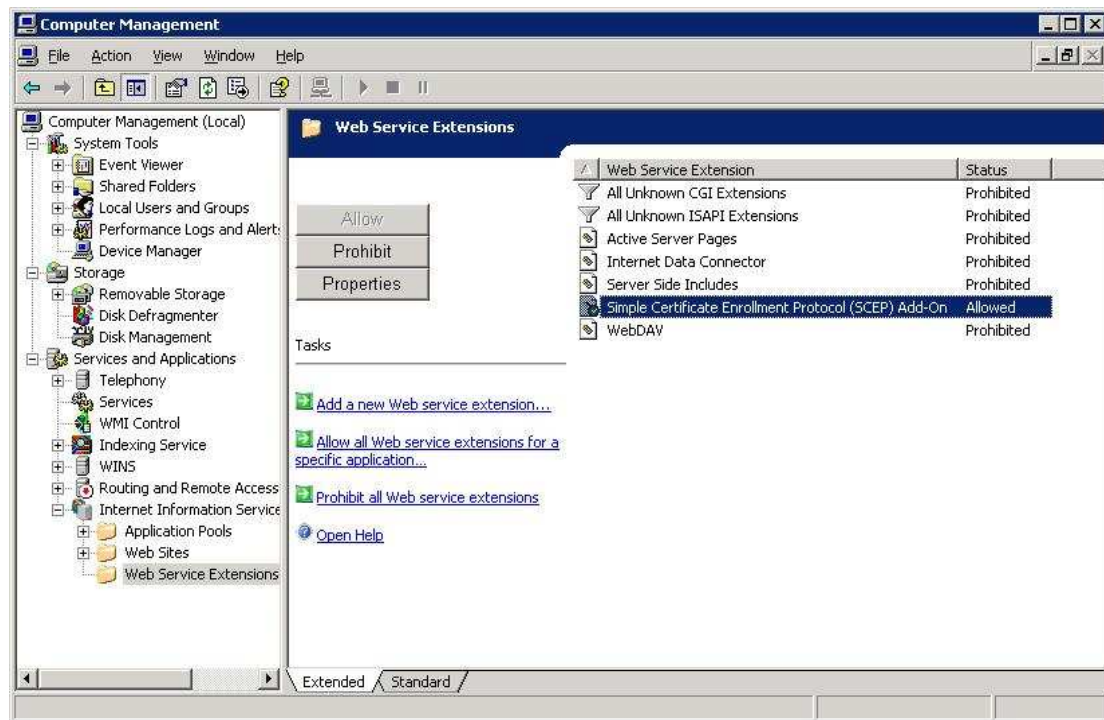 Computer Management
File Action View Window Help
Computer Management (Local)
System Tools
Event Viewer
Shared Folders
Local Users and Groups
Performance Logs and Alert
Device Manager
Storage
Removable Storage
Disk Defragmenter
Disk Management
Services and Applications
Telephony
Services
WMI Control
Indexing Service
WINS
Routing and Remote Access
Internet Information Service
Application Pools
Web Sites
Web Service Extensions
Web Service Extensions
Allow
Prohibit
Properties
Tasks
Add a new Web service extension...
Allow all Web service extensions for a
specific application...
Prohibit all Web service extensions
Open Help
Web Service Extension Status
All Unknown CGI Extensions Prohibited
All Unknown ISAPI Extensions Prohibited
Active Server Pages Prohibited
Internet Data Connector Prohibited
Server Side Includes Prohibited
Simple Certificate Enrollment Protocol (SCEP) Add-On Allowed
WebDAV Prohibited
Extended Standard